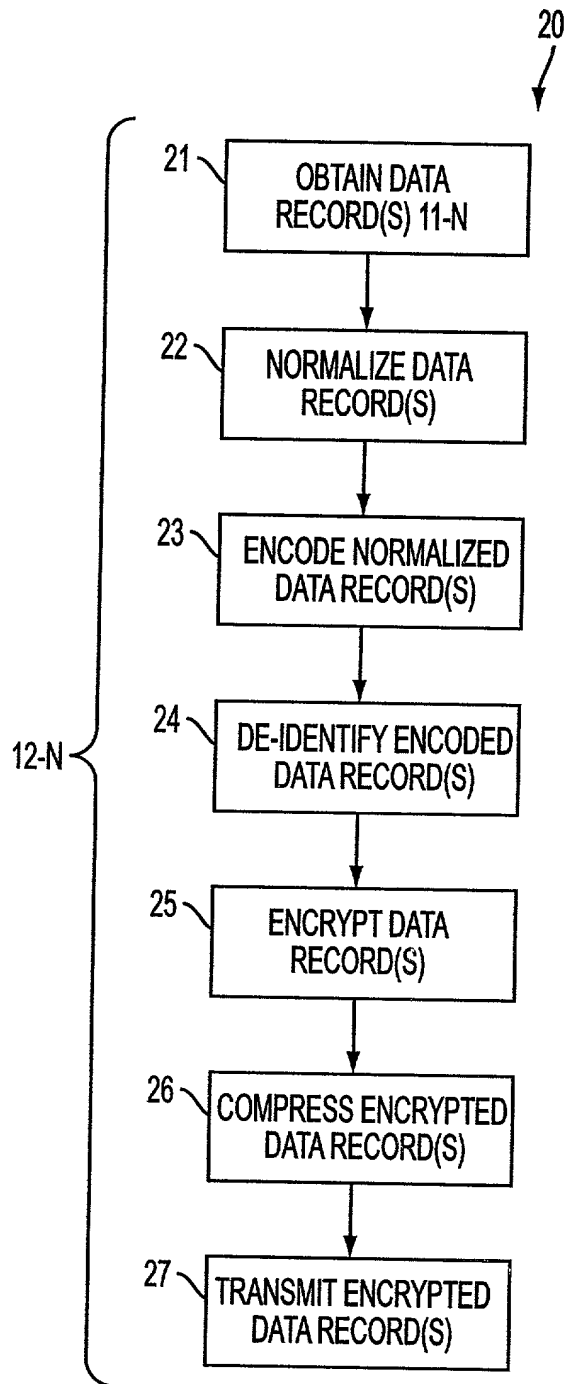 20
21
OBTAIN DATA
RECORD(S) 11-N
22
NORMALIZE DATA
RECORD(S)
23
ENCODE NORMALIZED
DATA RECORD(S)
12-N
24
DE-IDENTIFY ENCODED
DATA RECORD(S)
25
ENCRYPT DATA
RECORD(S)
26
COMPRESS ENCRYPTED
DATA RECORD(S)
27
TRANSMIT ENCRYPTED
DATA RECORD(S)